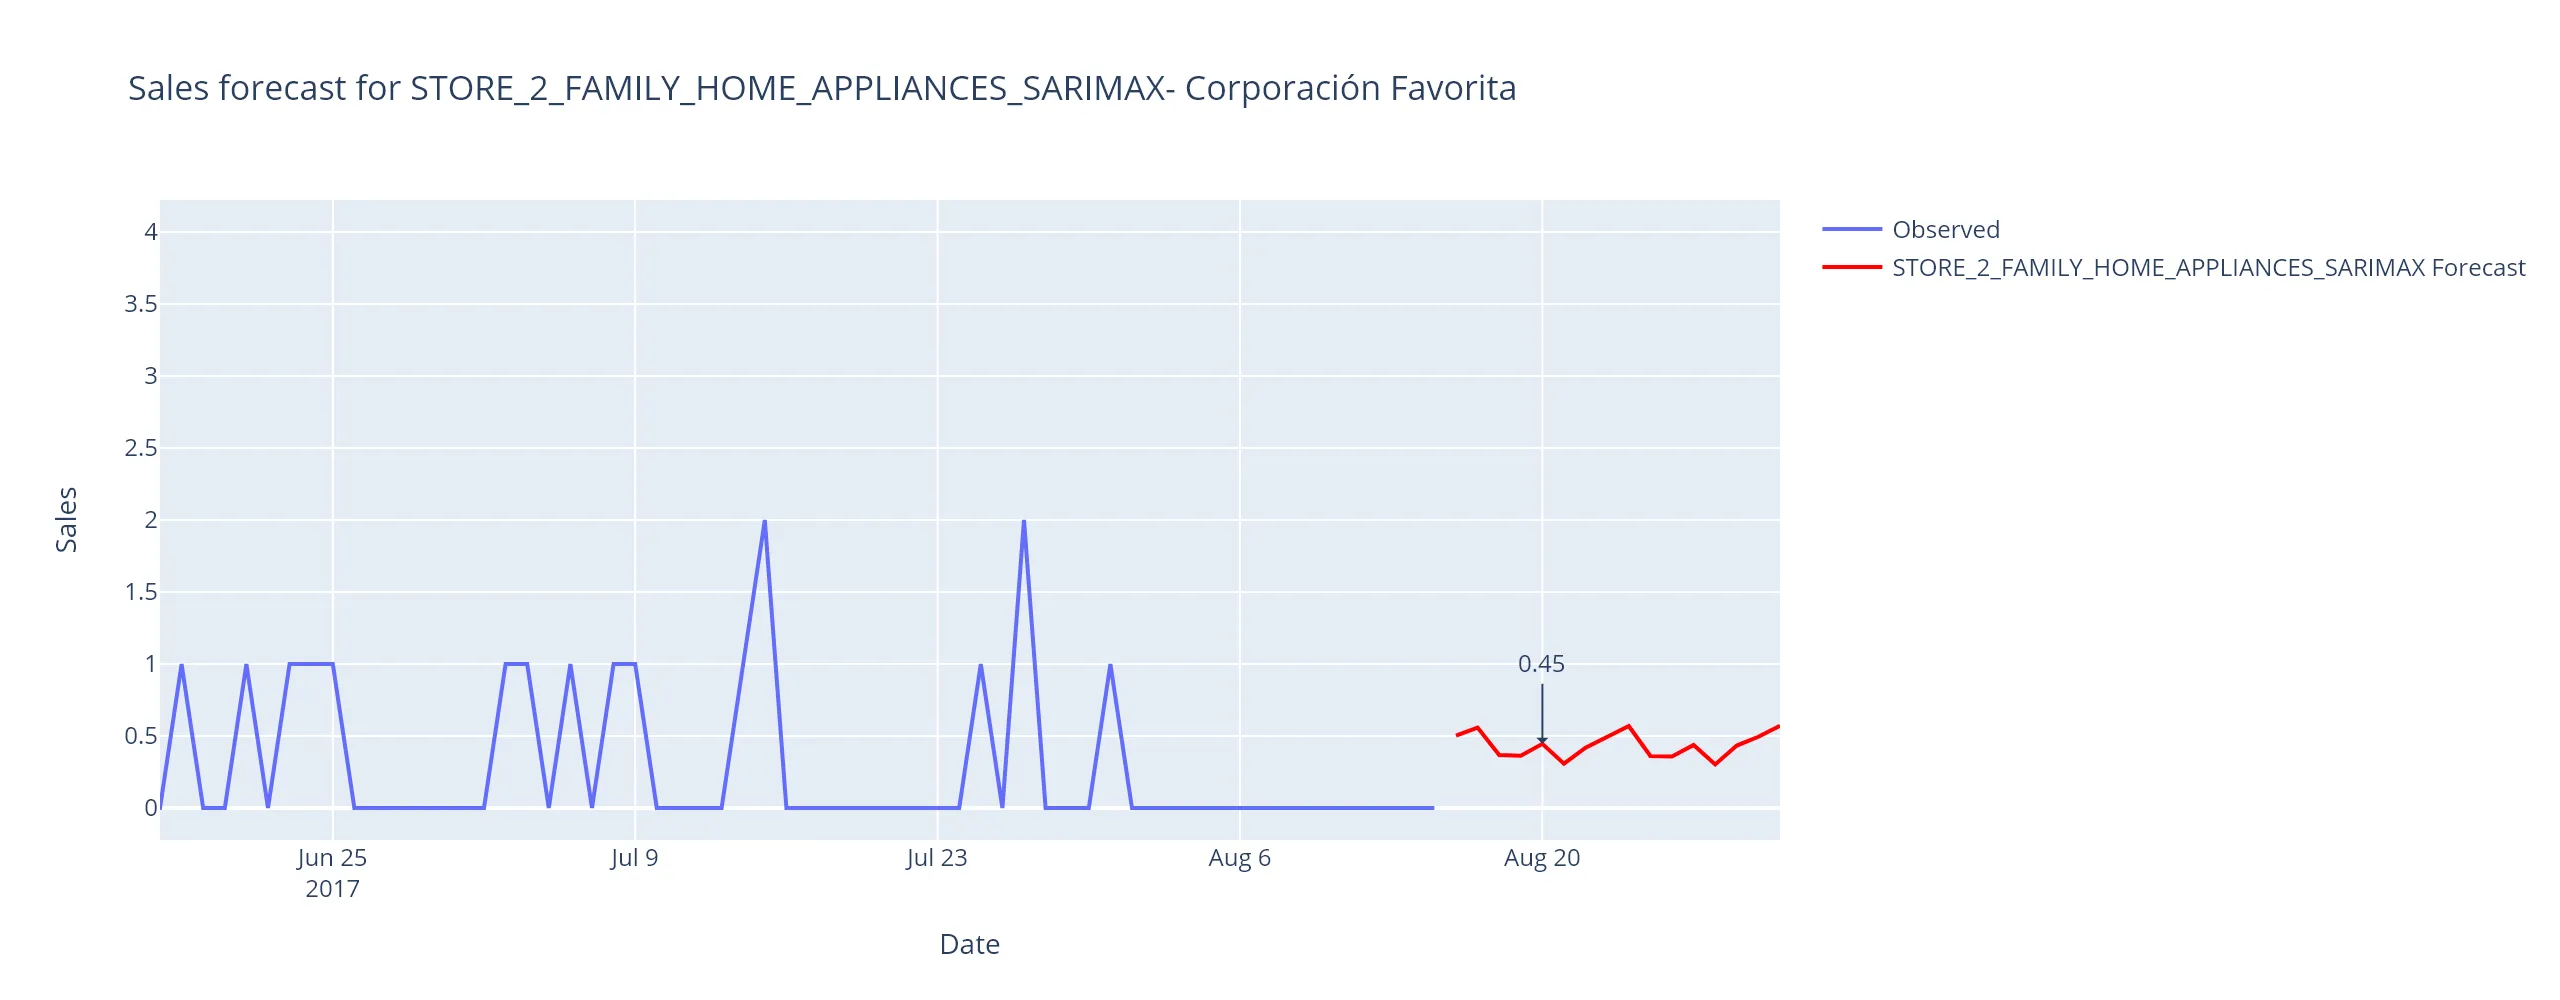 Sales forecast for STORE_2_FAMILY_HOME_APPLIANCES_SARIMAX- Corporación Favorita
Observed
STORE_2_FAMILY_HOME_APPLIANCES_SARIMAX Forecast
4
3.5
3
2.5
2
1.5
1
0.5
0
Sales
0.45
Jun 25
2017
Jul 9
Jul 23
Aug 6
Aug 20
Date